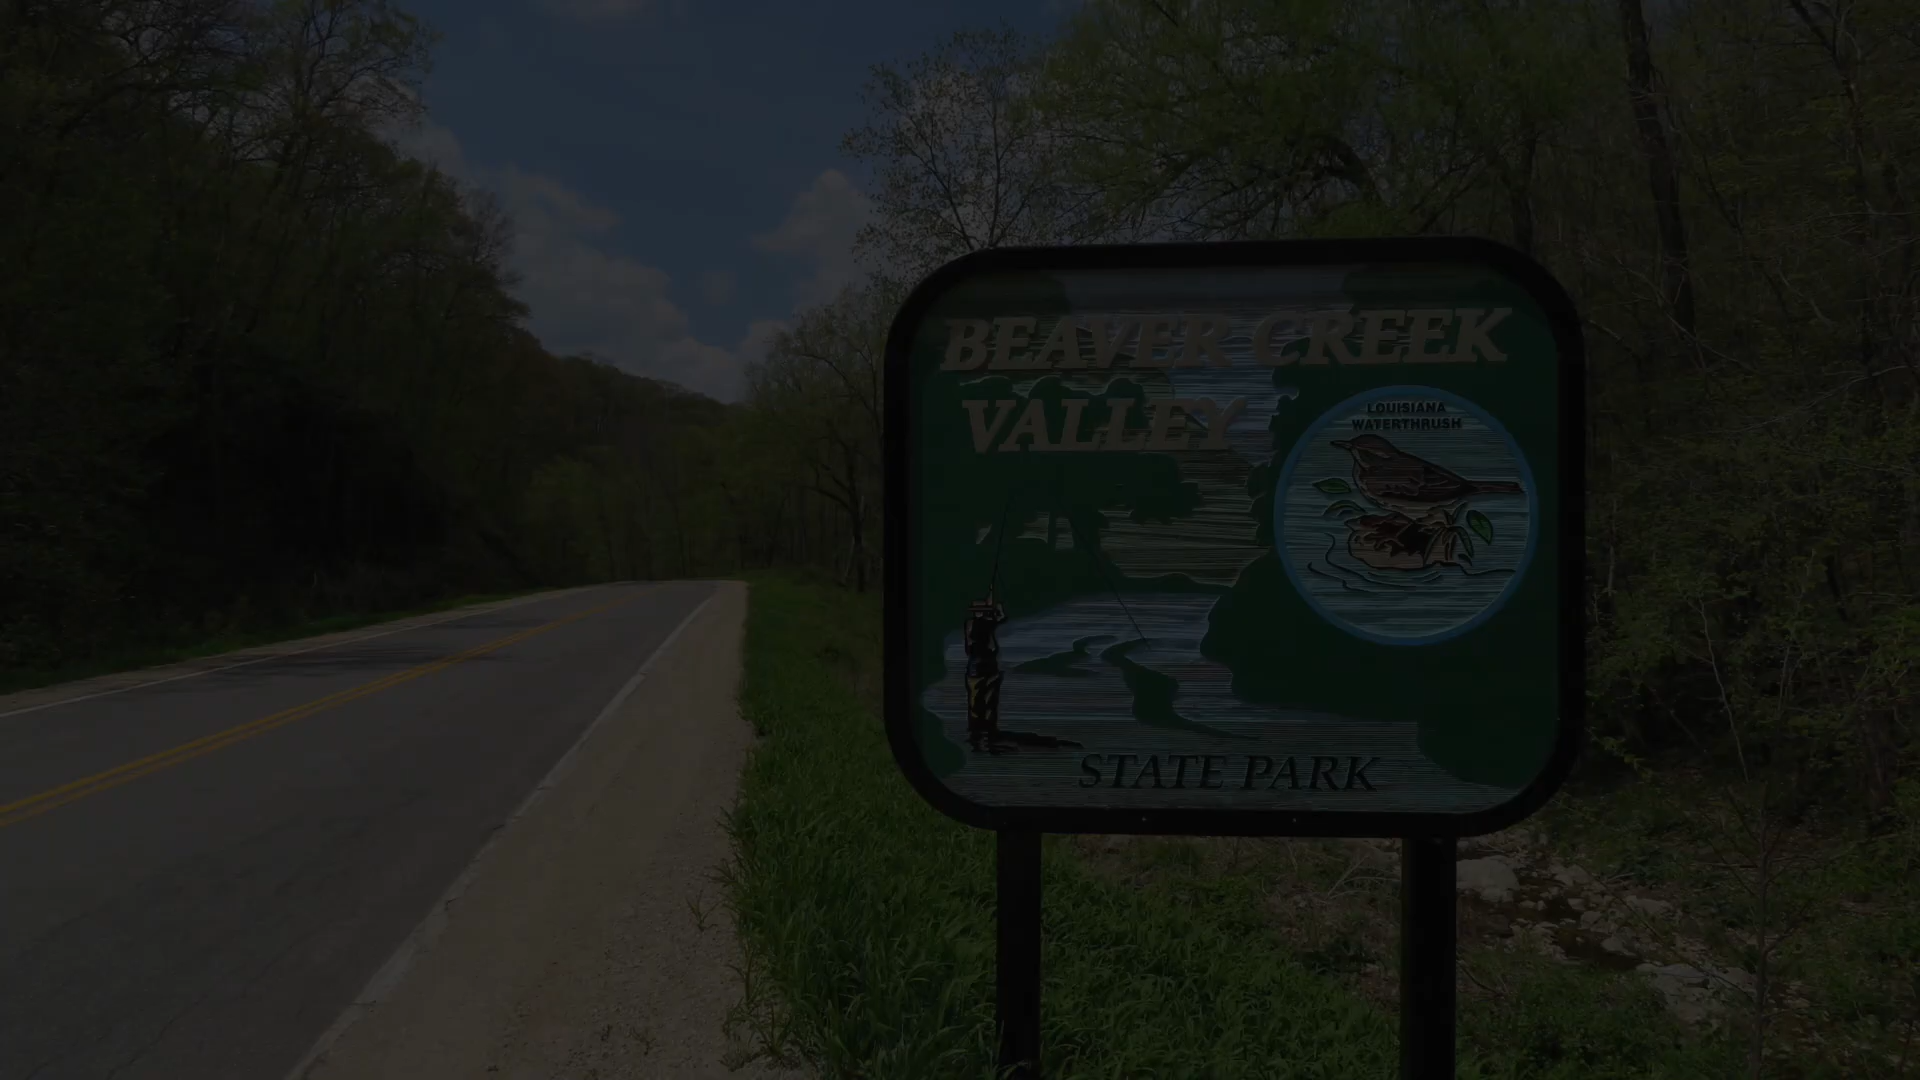 BEAVER CREEK
VALLEY
LOUISIANA
WATERTHRUSH
STATE PARK